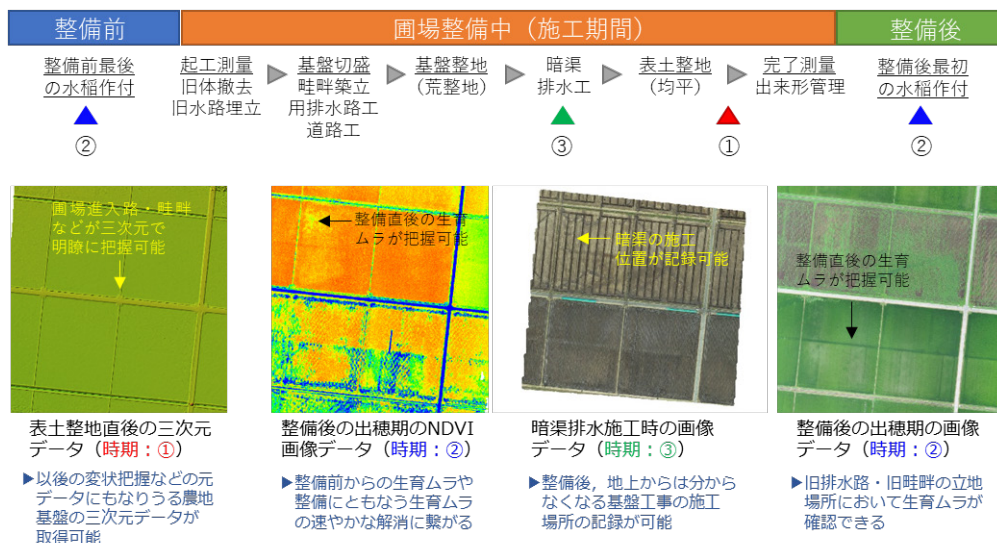 整備前
圃場整備中（施工期間）
整備後
整備前最後
の水稲作付
②
起工測量
旧体撤去
旧水路埋立
基盤切盛
畦畔築立
用排水路工
道路工
基盤整地
（荒整地）
暗渠
排水工
③
表土整地
（均平）
①
完了測量
出来形管理
整備後最初
の水稲作付
②
圃場進入路・畦畔
などが三次元で
明瞭に把握可能
整備直後の生育
ムラが把握可能
暗渠の施工
位置が記録可能
整備直後の生育
ムラが把握可能
表土整地直後の三次元
データ（時期：①）
▶以後の変状把握などの元
データにもなりうる農地
基盤の三次元データが
取得可能
整備後の出穂期のNDVI
画像データ（時期：②）
▶整備前からの生育ムラや
整備にともなう生育ムラ
の速やかな解消に繋がる
暗渠排水施工時の画像
データ（時期：③）
▶整備後，地上からは分から
なくなる基盤工事の施工
場所の記録が可能
整備後の出穂期の画像
データ（時期：②）
▶旧排水路・旧畦畔の立地
場所において生育ムラが
確認できる